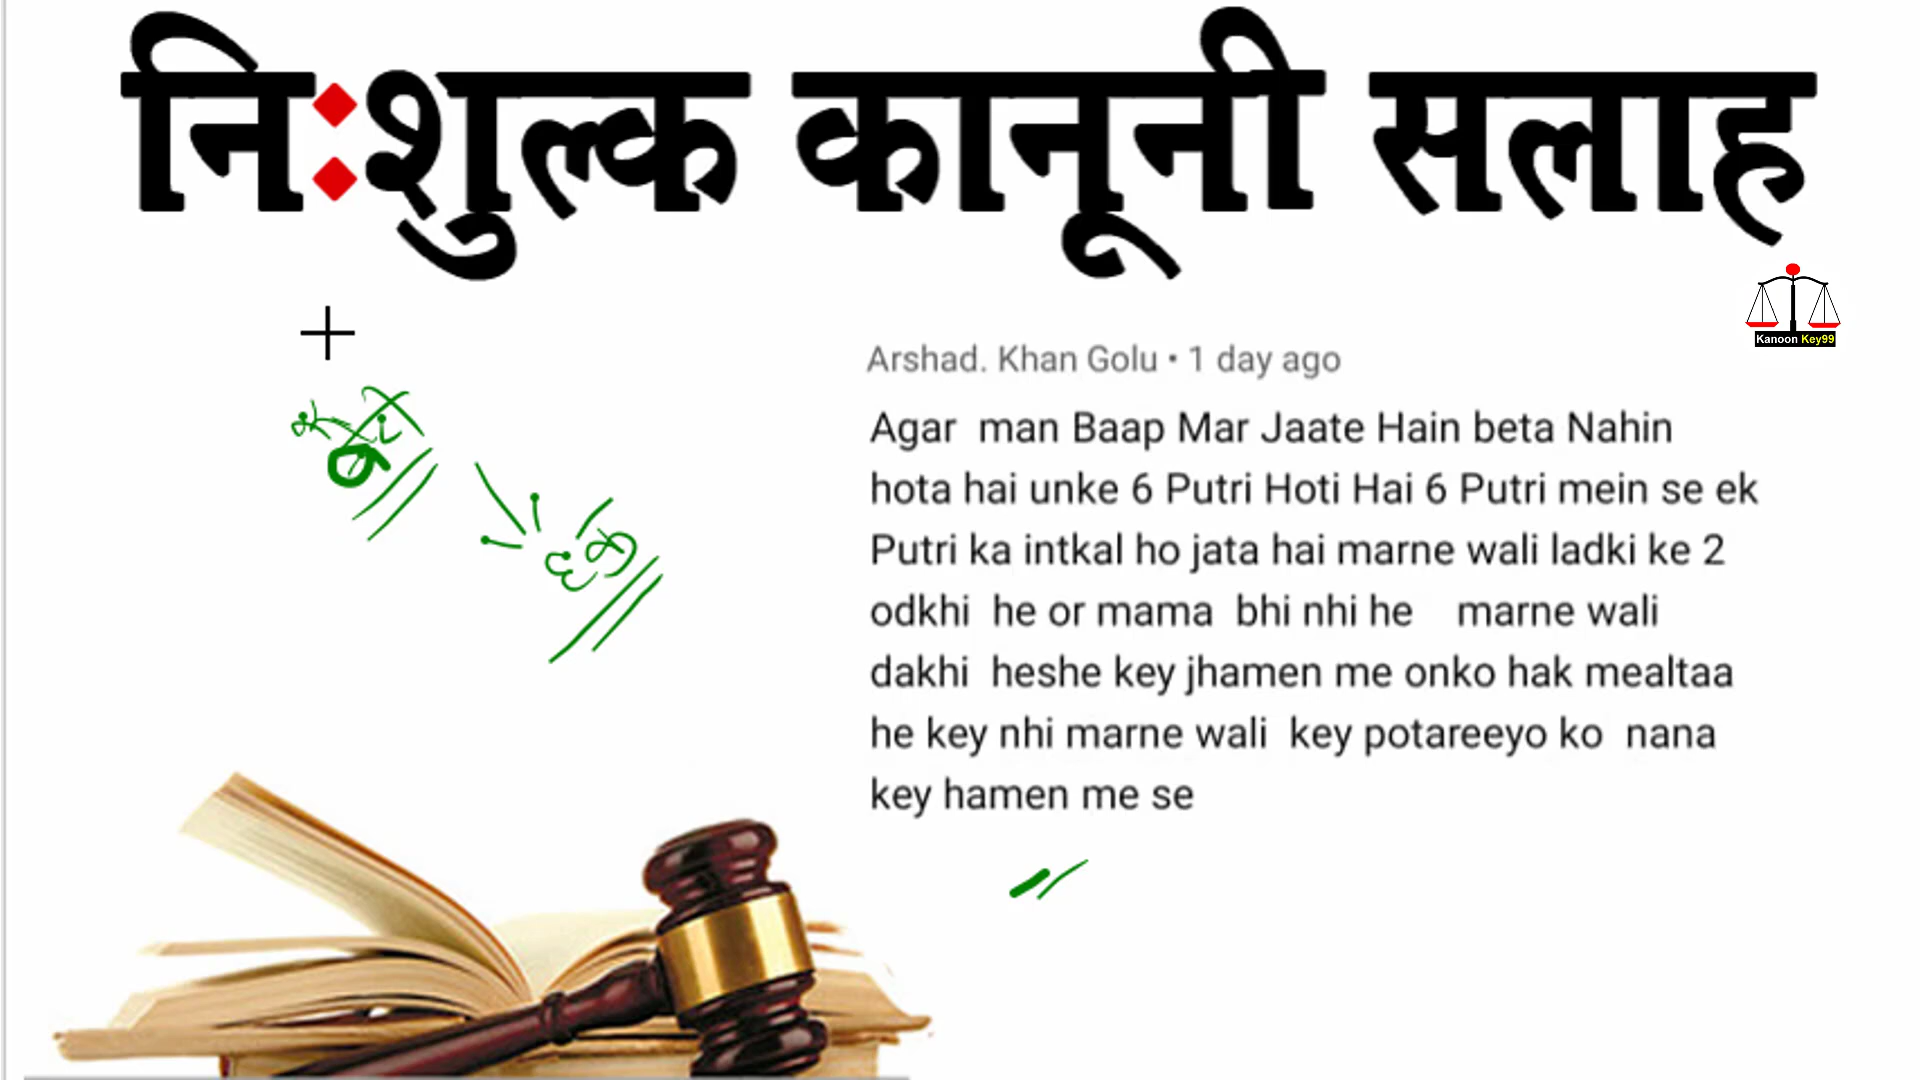 नि:शुल्क कानूनी सलाह
Kanoon Key99
Arshad. Khan Golu • 1 day ago
Agar man Baap Mar Jaate Hain beta Nahin
hota hai unke 6 Putri Hoti Hai 6 Putri mein se ek
Putri ka intkal ho jata hai marne wali ladki ke 2
odkhi he or mama bhi nhi he marne wali
dakhi heshe key jhamen me onko hak mealtaa
he key nhi marne wali key potareeyo ko nana
key hamen me se